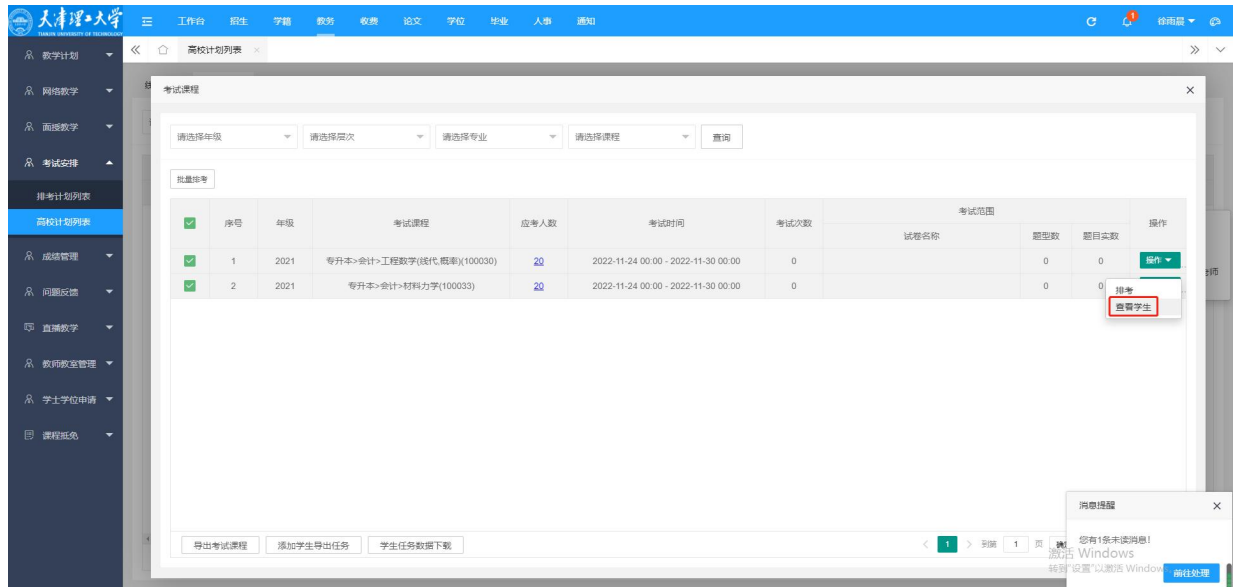 天津理工大学
TIANJIN UNIVERSITY OF TECHNOLOGY
工作台 招生 学籍 教务 收费 论文 学位 毕业 人事 通知
1 徐雨晨
教学计划
网络教学
面授教学
考试安排
排考计划列表
高校计划列表
成绩管理
问题反馈
直播教学
教师教室管理
学士学位申请
课程抵免
高校计划列表 ×
考试课程 ×
请选择年级 请选择层次 请选择专业 请选择课程 查询
批量排考
序号 年级 考试课程 应考人数 考试时间 考试次数 考试范围 操作
试卷名称 题型数 题目实数
1 2021 专升本>会计>工程数学(线代,概率)(100030) 20 2022-11-24 00:00 - 2022-11-30 00:00 0 0 0 操作
2 2021 专升本>会计>材料力学(100033) 20 2022-11-24 00:00 - 2022-11-30 00:00 0 0 0
排考
查看学生
导出考试课程 添加学生导出任务 学生任务数据下载
1 到第 1 页
消息提醒 ×
您有1条未读消息!
前往处理
激活 Windows
转到"设置"以激活 Window